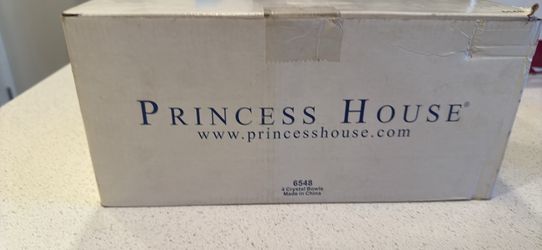 PRINCESS HOUSE®
www.princesshouse.com
6548
4 Crystal Bowls
Made in China